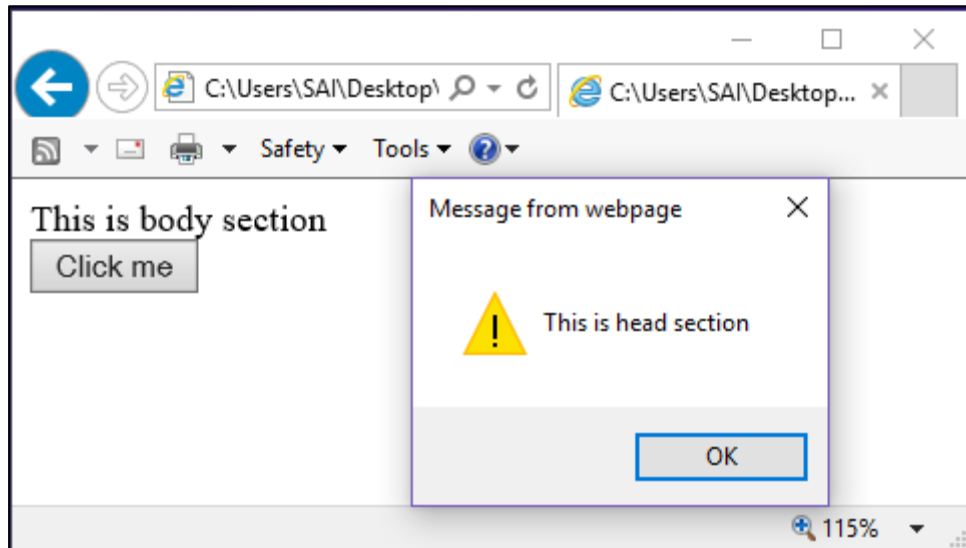 C:\Users\SAI\Desktop\
C:\Users\SAI\Desktop...
Safety Tools
This is body section
Click me
Message from webpage
This is head section
OK
115%